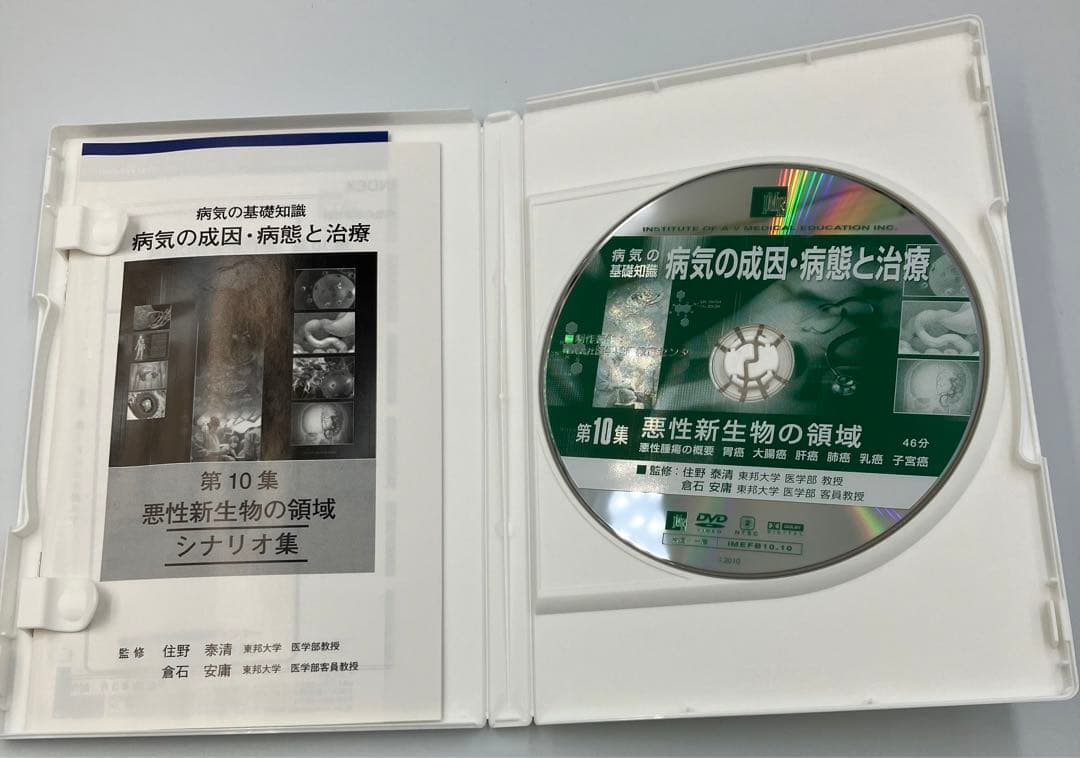 病気の基礎知識
病気の成因・病態と治療
第10集
悪性新生物の領域
シナリオ集
監修 住野 泰清 東邦大学 医学部教授
倉石 安庸 東邦大学 医学部客員教授
INSTITUTE OF A·V MEDICAL EDUCATION INC.
病気の
基礎知識
病気の成因・病態と治療
第10集 悪性新生物の領域 46分
悪性腫瘍の概要 胃癌 大腸癌 肝癌 肺癌 乳癌 子宮癌
■監修：住野 泰清 東邦大学 医学部 教授
倉石 安庸 東邦大学 医学部 客員教授
DVD
VIDEO
2
NTSC
DOLBY
DIGITAL
IMEFB10.10
©2010